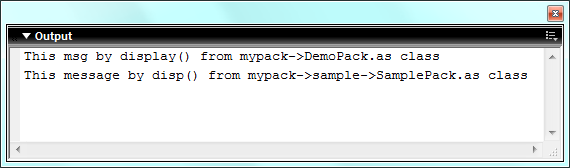 Output
This msg by display() from mypack->DemoPack.as class
This message by disp() from mypack->sample->SamplePack.as class